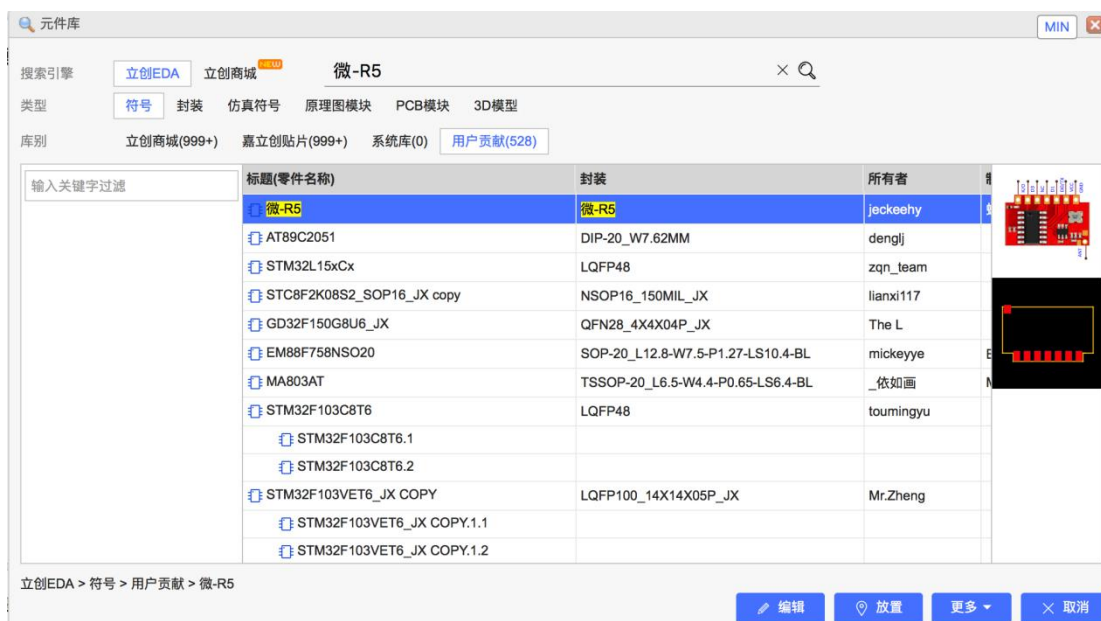 元件库 MIN
搜索引擎 立创EDA 立创商城 NEW 微-R5
类型 符号 封装 仿真符号 原理图模块 PCB模块 3D模型
库别 立创商城(999+) 嘉立创贴片(999+) 系统库(0) 用户贡献(528)
输入关键字过滤
标题(零件名称) 封装 所有者
微-R5 微-R5 jeckeehy
AT89C2051 DIP-20_W7.62MM denglj
STM32L15xCx LQFP48 zqn_team
STC8F2K08S2_SOP16_JX copy NSOP16_150MIL_JX lianxi117
GD32F150G8U6_JX QFN28_4X4X04P_JX The L
EM88F758NSO20 SOP-20_L12.8-W7.5-P1.27-LS10.4-BL mickeyye
MA803AT TSSOP-20_L6.5-W4.4-P0.65-LS6.4-BL _依如画
STM32F103C8T6 LQFP48 toumingyu
STM32F103C8T6.1
STM32F103C8T6.2
STM32F103VET6_JX COPY LQFP100_14X14X05P_JX Mr.Zheng
STM32F103VET6_JX COPY.1.1
STM32F103VET6_JX COPY.1.2
立创EDA > 符号 > 用户贡献 > 微-R5
编辑 放置 更多 取消